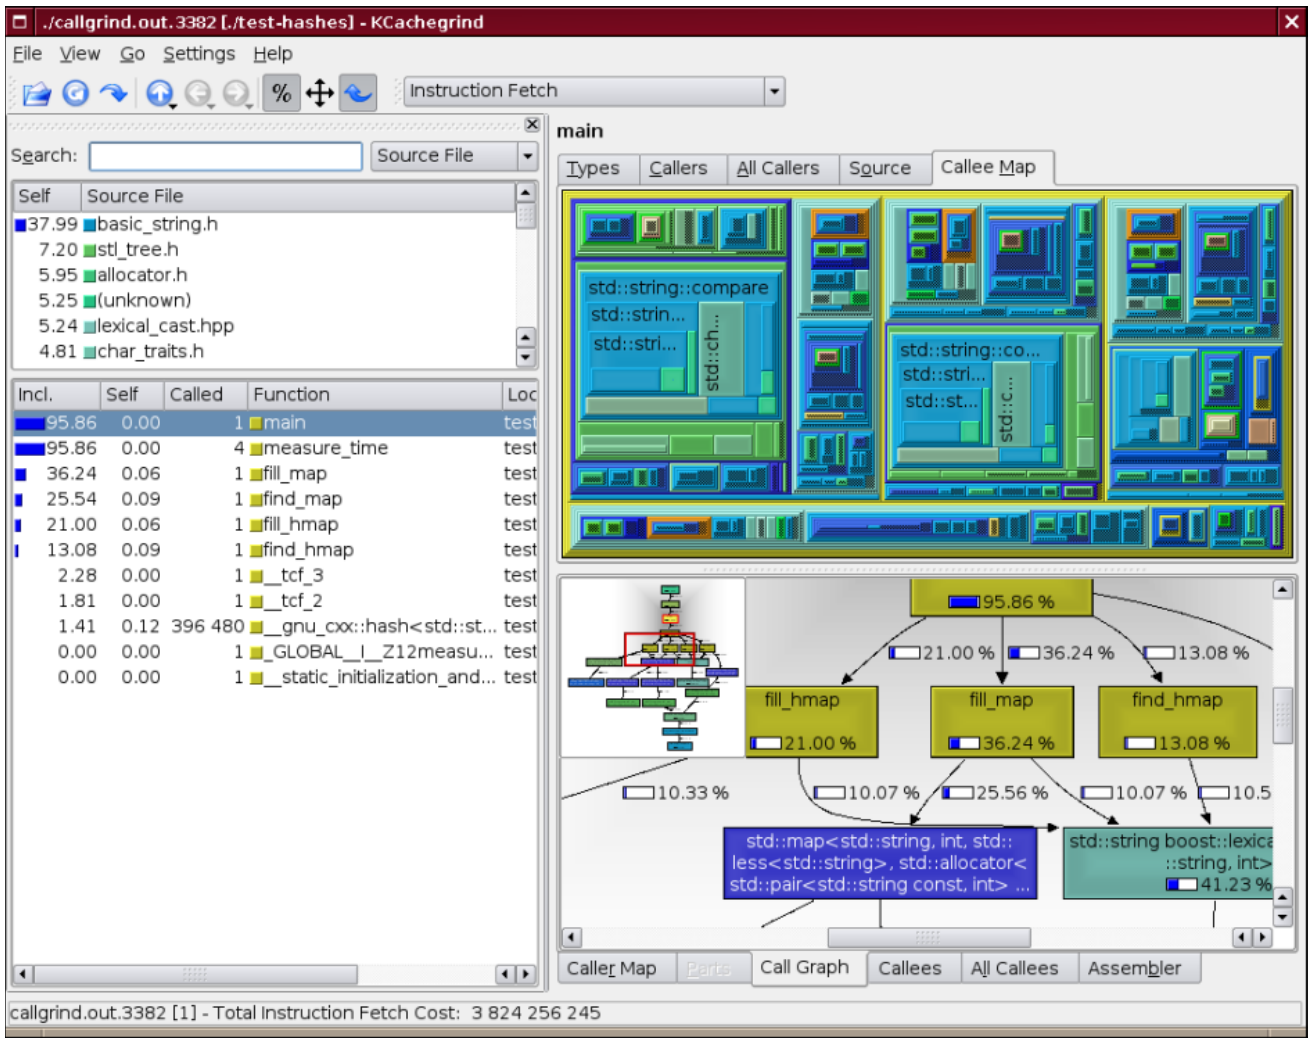 ./callgrind.out.3382 [./test-hashes] - KCachegrind
File View Go Settings Help
% Instruction Fetch
Search: Source File
Self Source File
37.99 basic_string.h
7.20 stl_tree.h
5.95 allocator.h
5.25 (unknown)
5.24 lexical_cast.hpp
4.81 char_traits.h
Incl. Self Called Function Loc
95.86 0.00 1 main test
95.86 0.00 4 measure_time test
36.24 0.06 1 fill_map test
25.54 0.09 1 find_map test
21.00 0.06 1 fill_hmap test
13.08 0.09 1 find_hmap test
2.28 0.00 1 __tcf_3 test
1.81 0.00 1 __tcf_2 test
1.41 0.12 396 480 __gnu_cxx::hash<std::st... test
0.00 0.00 1 _GLOBAL__I__Z12measu... test
0.00 0.00 1 __static_initialization_and... test
main
Types Callers All Callers Source Callee Map
std::string::compare
std::strin...
std::stri...
std::ch...
std::string::co...
std::stri...
std::st...
std::c...
95.86 %
21.00 % 36.24 % 13.08 %
fill_hmap
21.00 %
fill_map
36.24 %
find_hmap
13.08 %
10.33 % 10.07 % 25.56 % 10.07 % 10.5
std::map<std::string, int, std::
less<std::string>, std::allocator<
std::pair<std::string const, int> ...
std::string boost::lexica
::string, int>
41.23 %
Caller Map Parts Call Graph Callees All Callees Assembler
callgrind.out.3382 [1] - Total Instruction Fetch Cost: 3 824 256 245